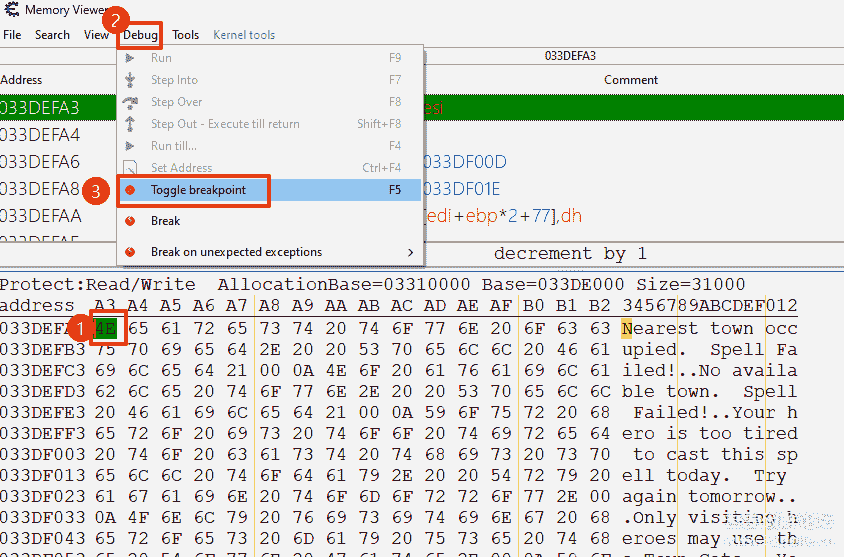 Memory Viewer
2
File Search View Debug Tools Kernel tools
Run F9
033DEFA3
Step Into F7
Address
Comment
Step Over F8
033DEFA3
es
Step Out - Execute till return Shift+F8
033DEFA4
Run till... F4
033DEFA6
Set Address Ctrl+F4
033DF00D
033DEFA8
3
Toggle breakpoint F5
033DF01E
033DEFAA
Break
[edi+ebp*2+77],dh
Break on unexpected exceptions
decrement by 1
Protect:Read/Write AllocationBase=03310000 Base=033DE000 Size=31000
address A3 A4 A5 A6 A7 A8 A9 AA AB AC AD AE AF B0 B1 B2 3456789ABCDEF012
1
033DEFA 4E 65 61 72 65 73 74 20 74 6F 77 6E 20 6F 63 63 Nearest town occ
033DEFB3 75 70 69 65 64 2E 20 20 53 70 65 6C 6C 20 46 61 upied. Spell Fa
033DEFC3 69 6C 65 64 21 00 0A 4E 6F 20 61 76 61 69 6C 61 iled!..No availa
033DEFD3 62 6C 65 20 74 6F 77 6E 2E 20 20 53 70 65 6C 6C ble town. Spell
033DEFE3 20 46 61 69 6C 65 64 21 00 0A 59 6F 75 72 20 68 Failed!..Your h
033DEFF3 65 72 6F 20 69 73 20 74 6F 6F 20 74 69 72 65 64 ero is too tired
033DF003 20 74 6F 20 63 61 73 74 20 74 68 69 73 20 73 70 to cast this sp
033DF013 65 6C 6C 20 74 6F 64 61 79 2E 20 20 54 72 79 20 ell today. Try
033DF023 61 67 61 69 6E 20 74 6F 6D 6F 72 72 6F 77 2E 00 again tomorrow..
033DF033 0A 4F 6E 6C 79 20 76 69 73 69 74 69 6E 67 20 68 .Only visiting h
033DF043 65 72 6F 65 73 20 6D 61 79 20 75 73 65 20 74 68 eroes may use th